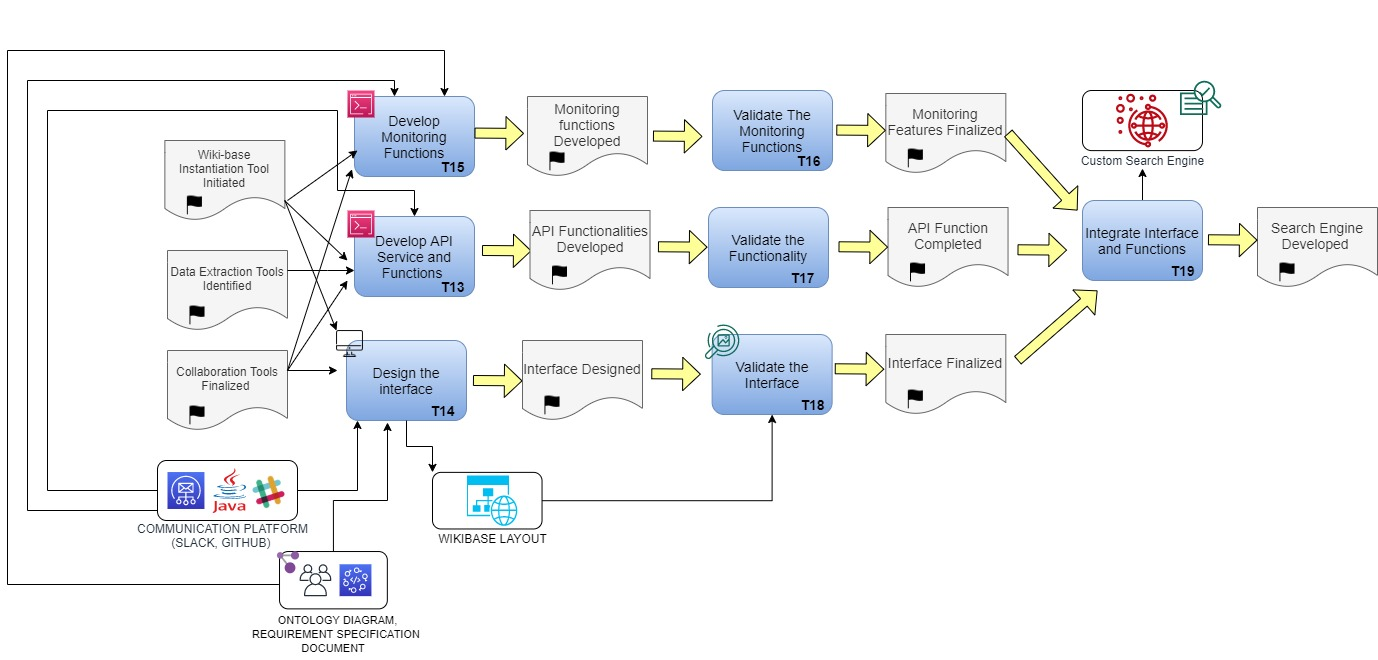 Develop
Monitoring
Functions
T15
Monitoring
functions
Developed
Validate The
Monitoring
Functions
T16
Monitoring
Features Finalized
Custom Search Engine
Wiki-base
Instantiation Tool
Initiated
Develop API
Service and
Functions
T13
API Functionalities
Developed
Validate the
Functionality
T17
API Function
Completed
Integrate Interface
and Functions
T19
Search Engine
Developed
Data Extraction Tools
Identified
Collaboration Tools
Finalized
Design the
interface
T14
Interface Designed
Validate the
Interface
T18
Interface Finalized
Java
COMMUNICATION PLATFORM
(SLACK, GITHUB)
WIKIBASE LAYOUT
ONTOLOGY DIAGRAM,
REQUIREMENT SPECIFICATION
DOCUMENT